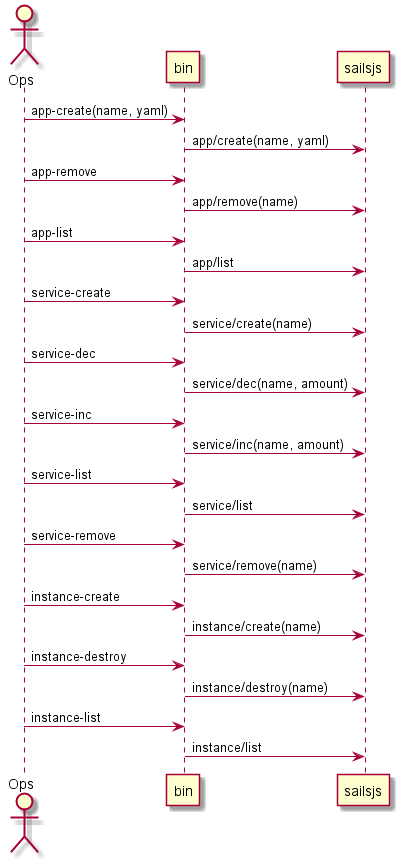 Ops
bin
sailsjs
app-create(name, yaml)
app/create(name, yaml)
app-remove
app/remove(name)
app-list
app/list
service-create
service/create(name)
service-dec
service/dec(name, amount)
service-inc
service/inc(name, amount)
service-list
service/list
service-remove
service/remove(name)
instance-create
instance/create(name)
instance-destroy
instance/destroy(name)
instance-list
instance/list
Ops
bin
sailsjs